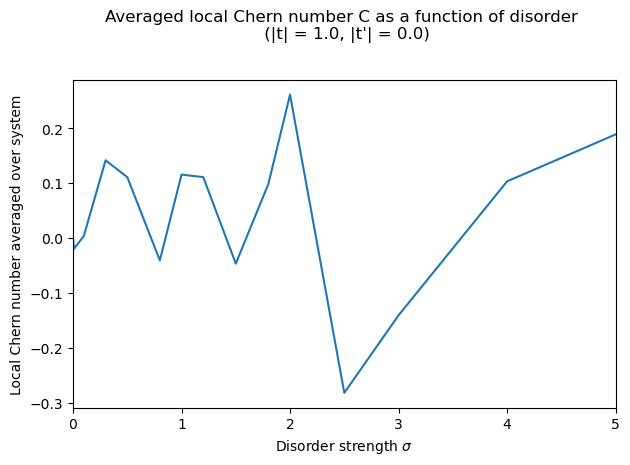 Averaged local Chern number C as a function of disorder
(|t| = 1.0, |t'| = 0.0)
Local Chern number averaged over system
0.2
0.1
0.0
−0.1
−0.2
−0.3
0 1 2 3 4 5
Disorder strength σ